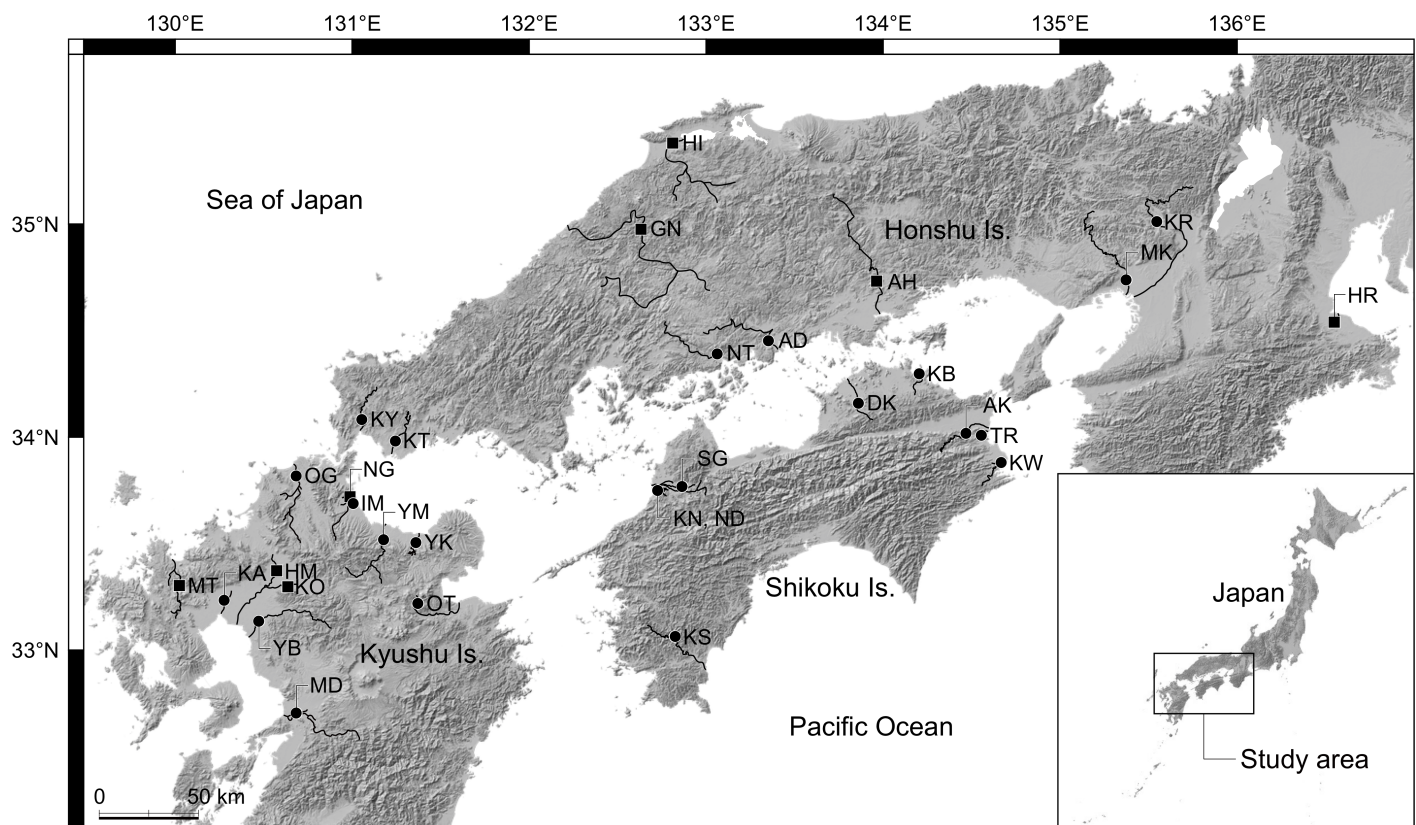 130°E 131°E 132°E 133°E 134°E 135°E 136°E
HI
Sea of Japan
35°N
GN
Honshu Is.
KR
MK
AH
HR
AD
NT
KB
DK
AK
KY
34°N
KT
TR
SG
KW
NG
OG
IM
YM
KN, ND
YK
KA
HM
MT
KO
Shikoku Is.
Japan
OT
KS
YB
33°N
Kyushu Is.
MD
Pacific Ocean
Study area
0 50 km